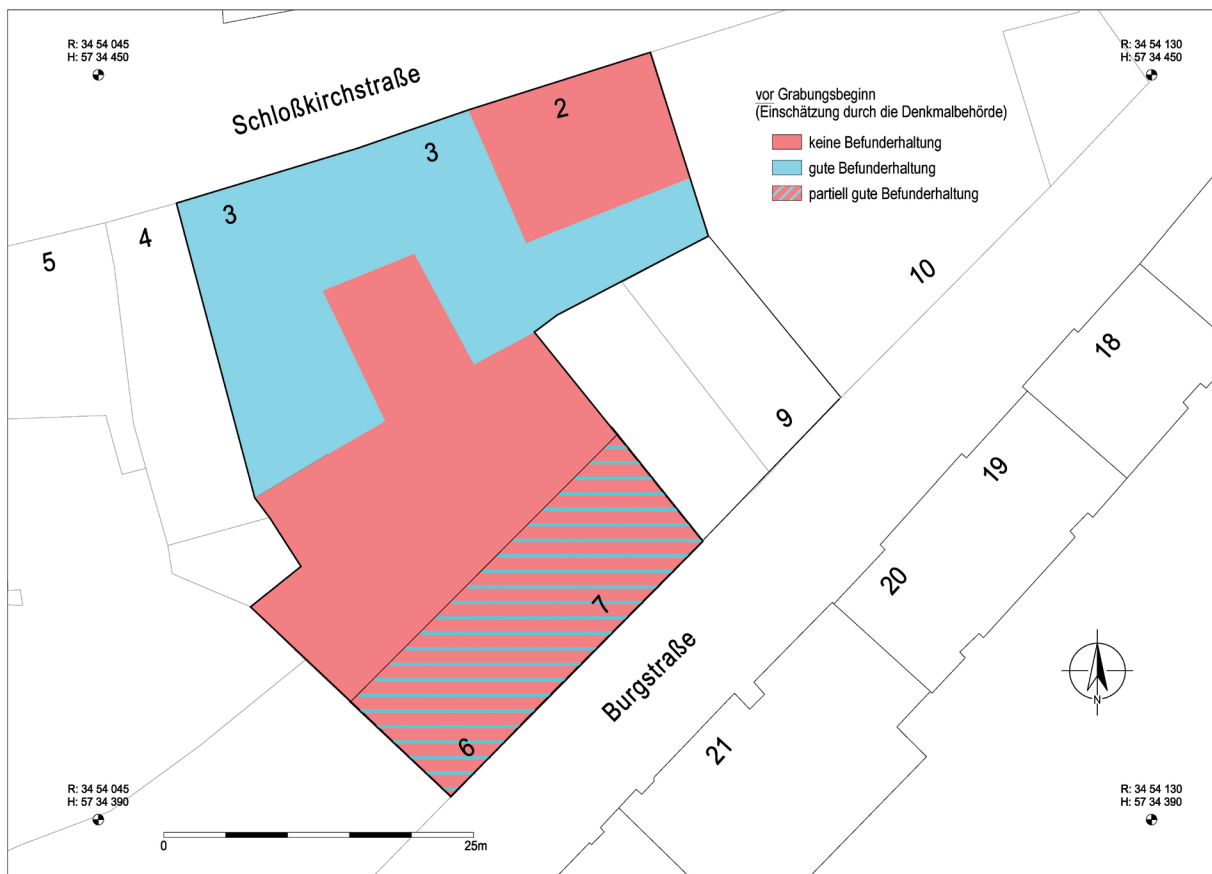 R: 34 54 045
H: 57 34 450
R: 34 54 130
H: 57 34 450
Schloßkirchstraße
vor Grabungsbeginn
(Einschätzung durch die Denkmalbehörde)
keine Befunderhaltung
gute Befunderhaltung
partiell gute Befunderhaltung
2
3
3
4
5
10
18
9
19
20
7
Burgstraße
6
21
N
R: 34 54 045
H: 57 34 390
R: 34 54 130
H: 57 34 390
0
25m